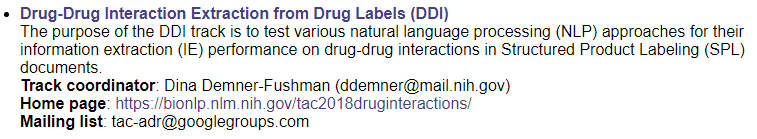 • Drug-Drug Interaction Extraction from Drug Labels (DDI)
The purpose of the DDI track is to test various natural language processing (NLP) approaches for their
information extraction (IE) performance on drug-drug interactions in Structured Product Labeling (SPL)
documents.
Track coordinator: Dina Demner-Fushman (ddemner@mail.nih.gov)
Home page: https://bionlp.nlm.nih.gov/tac2018druginteractions/
Mailing list: tac-adr@googlegroups.com